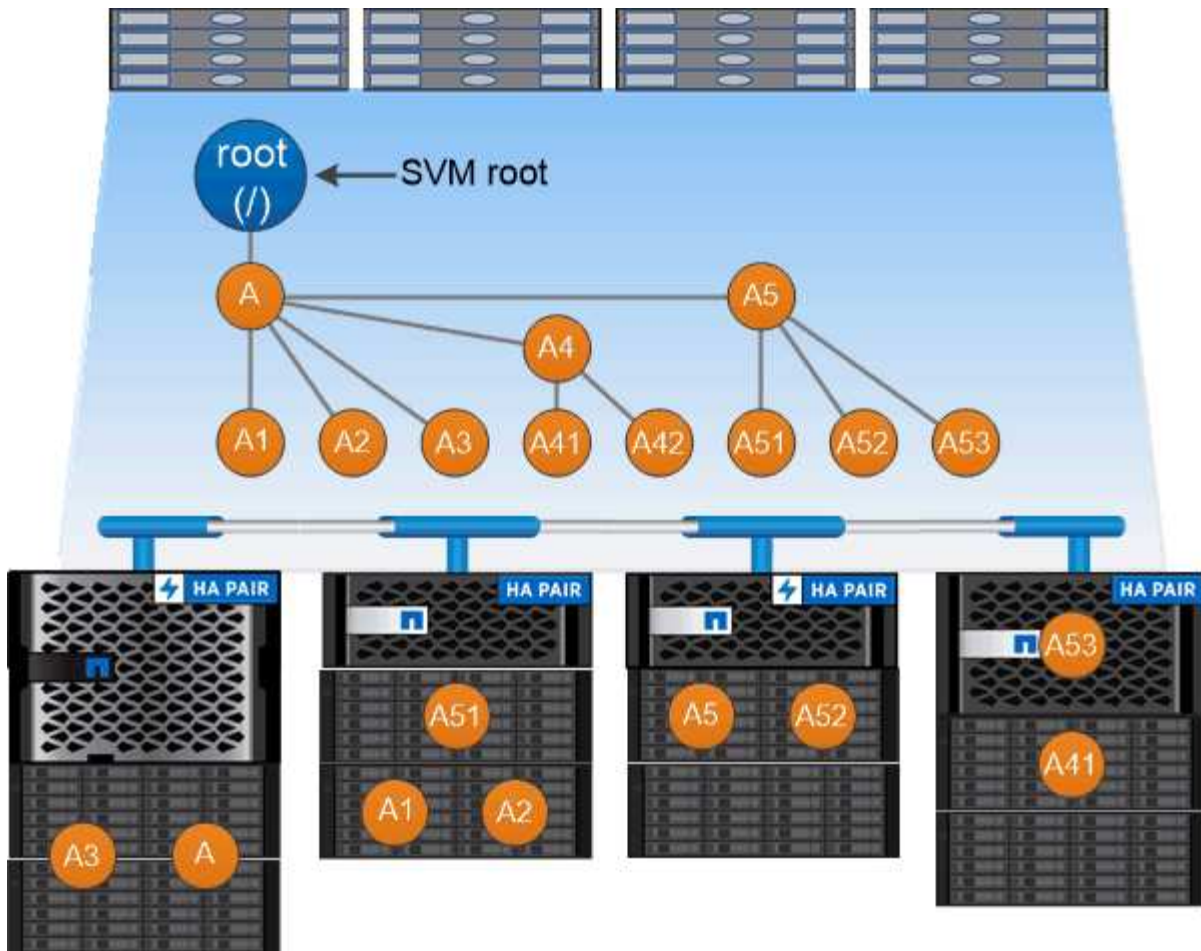 root
(/)
SVM root
A
A5
A4
A1
A2
A3
A41
A42
A51
A52
A53
HA PAIR
HA PAIR
HA PAIR
HA PAIR
A53
A51
A5
A52
A41
A1
A2
A3
A